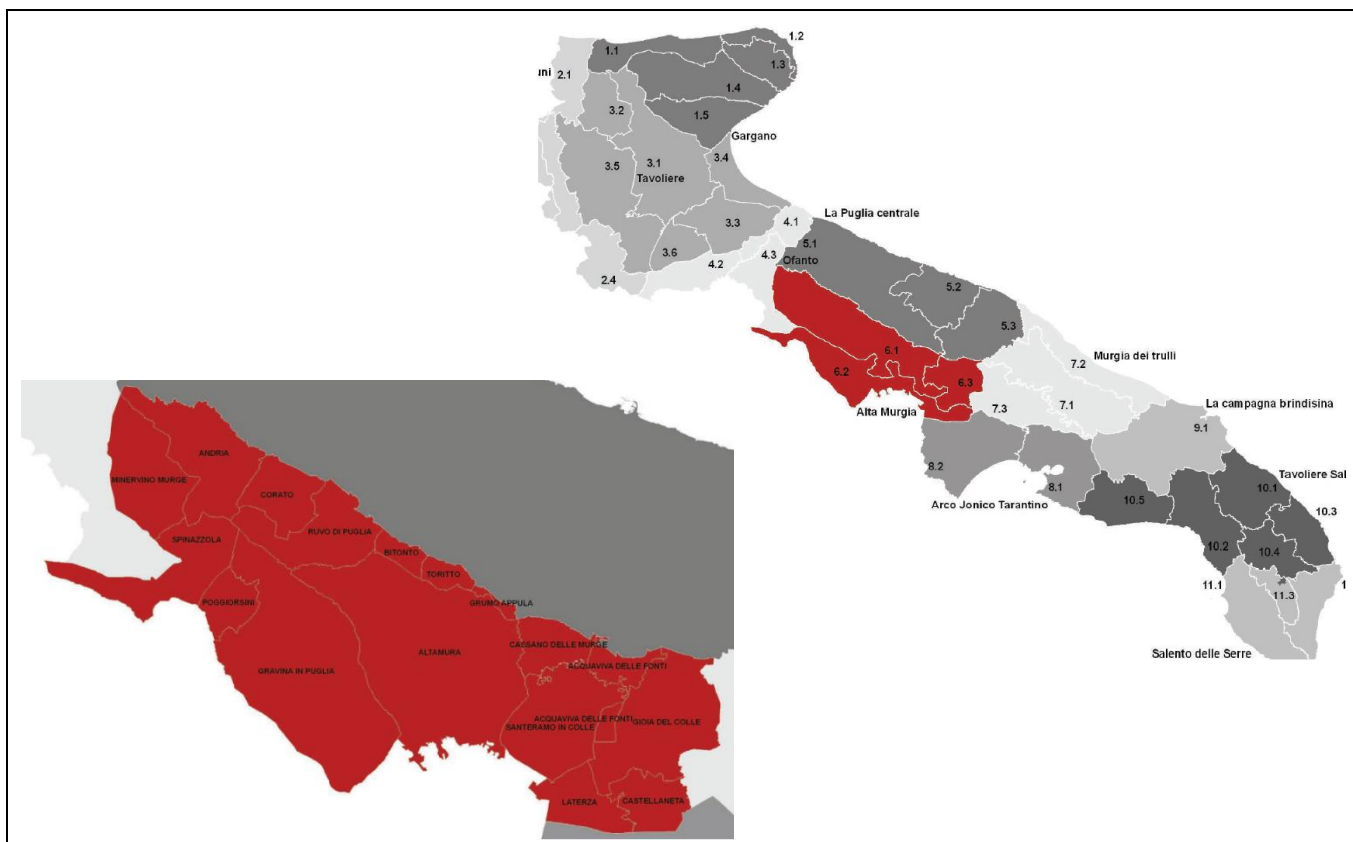 1.2
1.1
1.3
uni
2.1
1.4
3.2
1.5
Gargano
3.4
3.5
3.1
Tavoliere
La Puglia centrale
4.1
3.3
5.1
3.6
4.3
Ofanto
4.2
2.4
5.2
5.3
6.1
7.2
Murgia dei trulli
6.2
6.3
7.1
7.3
Alta Murgia
La campagna brindisina
9.1
8.2
Tavoliere Sal
8.1
10.1
Arco Jonico Tarantino
10.5
10.3
10.2
10.4
11.1
1
11.3
Salento delle Serre
ANDRIA
MINERVINO MURGE
CORATO
RUVO DI PUGLIA
SPINAZZOLA
BITONTO
TORITTO
POGGIORSINI
GRUMO APPULA
CASSANO DELLE MURGE
ALTAMURA
ACQUAVIVA DELLE FONTI
GRAVINA IN PUGLIA
ACQUAVIVA DELLE FONTI
GIOIA DEL COLLE
SANTERAMO IN COLLE
LATERZA
CASTELLANETA